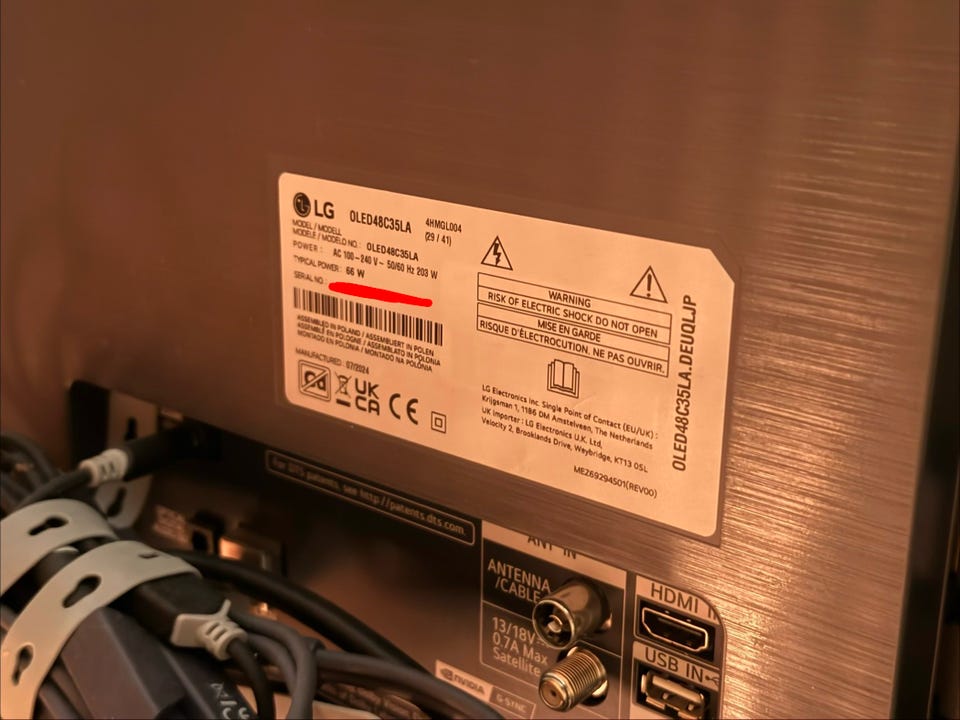 LG
OLED48C35LA
4HMGL004
(29 / 41)
MODEL / MODELL
MODÈLE / MODELO NO. : OLED48C35LA
POWER : AC 100-240 V ~ 50/60 Hz 203 W
TYPICAL POWER : 66 W
SERIAL NO. :
ASSEMBLED IN POLAND / ASSEMBLIERT IN POLEN
ASSEMBLÉ EN POLOGNE / ASSEMBLATO IN POLONIA
MONTADO EN POLONIA / MONTADO NA POLÓNIA
MANUFACTURED : 07/2024
UK
CA
CE
WARNING
RISK OF ELECTRIC SHOCK DO NOT OPEN
MISE EN GARDE
RISQUE D'ÉLECTROCUTION. NE PAS OUVRIR.
LG Electronics Inc. Single Point of Contact (EU/UK) :
Krijgsman 1, 1186 DM Amstelveen, The Netherlands
UK importer : LG Electronics U.K. Ltd,
Velocity 2, Brooklands Drive, Weybridge, KT13 0SL
MEZ69294501(REV00)
OLED48C35LA.DEUQLJP
For DTS patents, see http://patents.dts.com
ANT IN
ANTENNA
/CABLE
13/18V
0.7A Max
Satellite
HDMI
USB IN
NVIDIA
G-SYNC